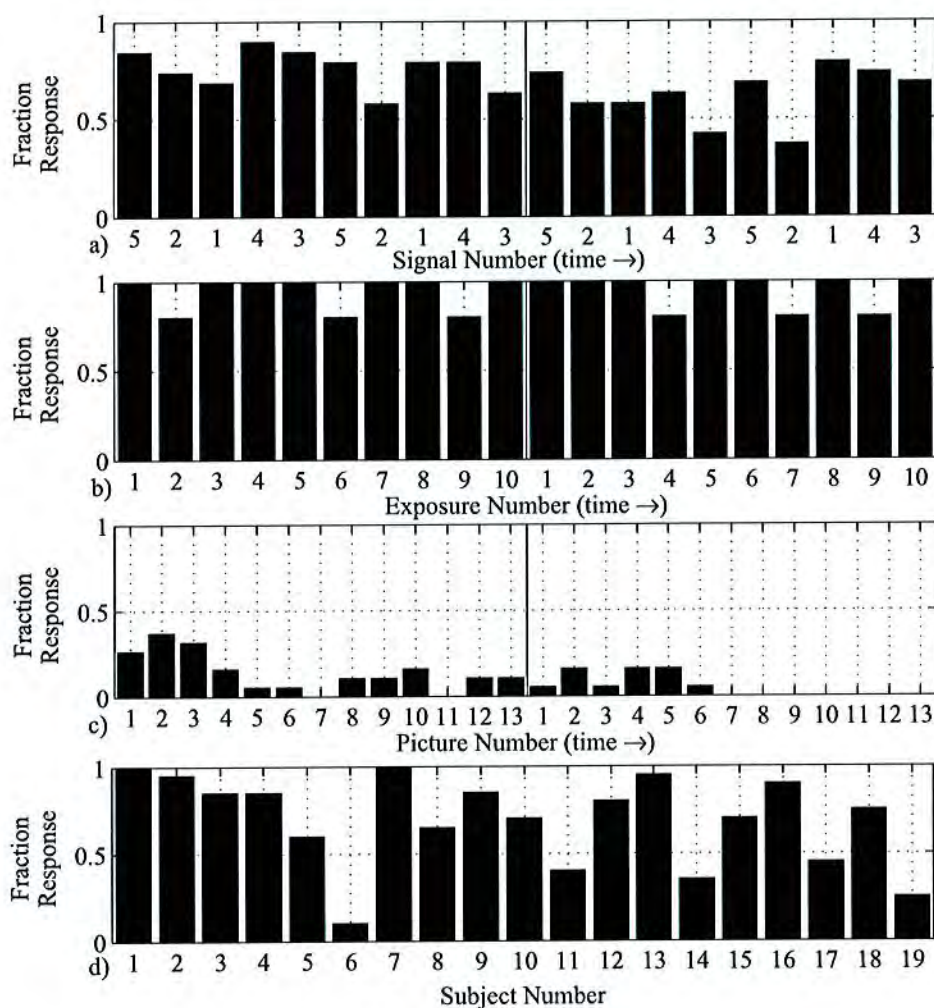 Fraction
Response
1
0.5
0
a)
5 2 1 4 3 5 2 1 4 3 5 2 1 4 3 5 2 1 4 3
Signal Number (time →)
Fraction
Response
1
0.5
0
b)
1 2 3 4 5 6 7 8 9 10 1 2 3 4 5 6 7 8 9 10
Exposure Number (time →)
Fraction
Response
1
0.5
0
c)
1 2 3 4 5 6 7 8 9 10 11 12 13 1 2 3 4 5 6 7 8 9 10 11 12 13
Picture Number (time →)
Fraction
Response
1
0.5
0
d)
1 2 3 4 5 6 7 8 9 10 11 12 13 14 15 16 17 18 19
Subject Number